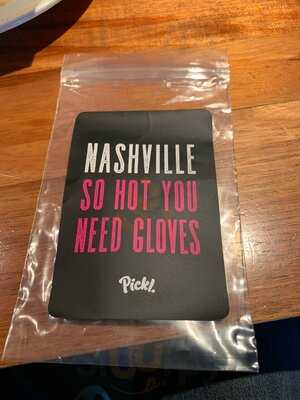 NASHVILLE
SO HOT YOU
NEED GLOVES
Pickl.